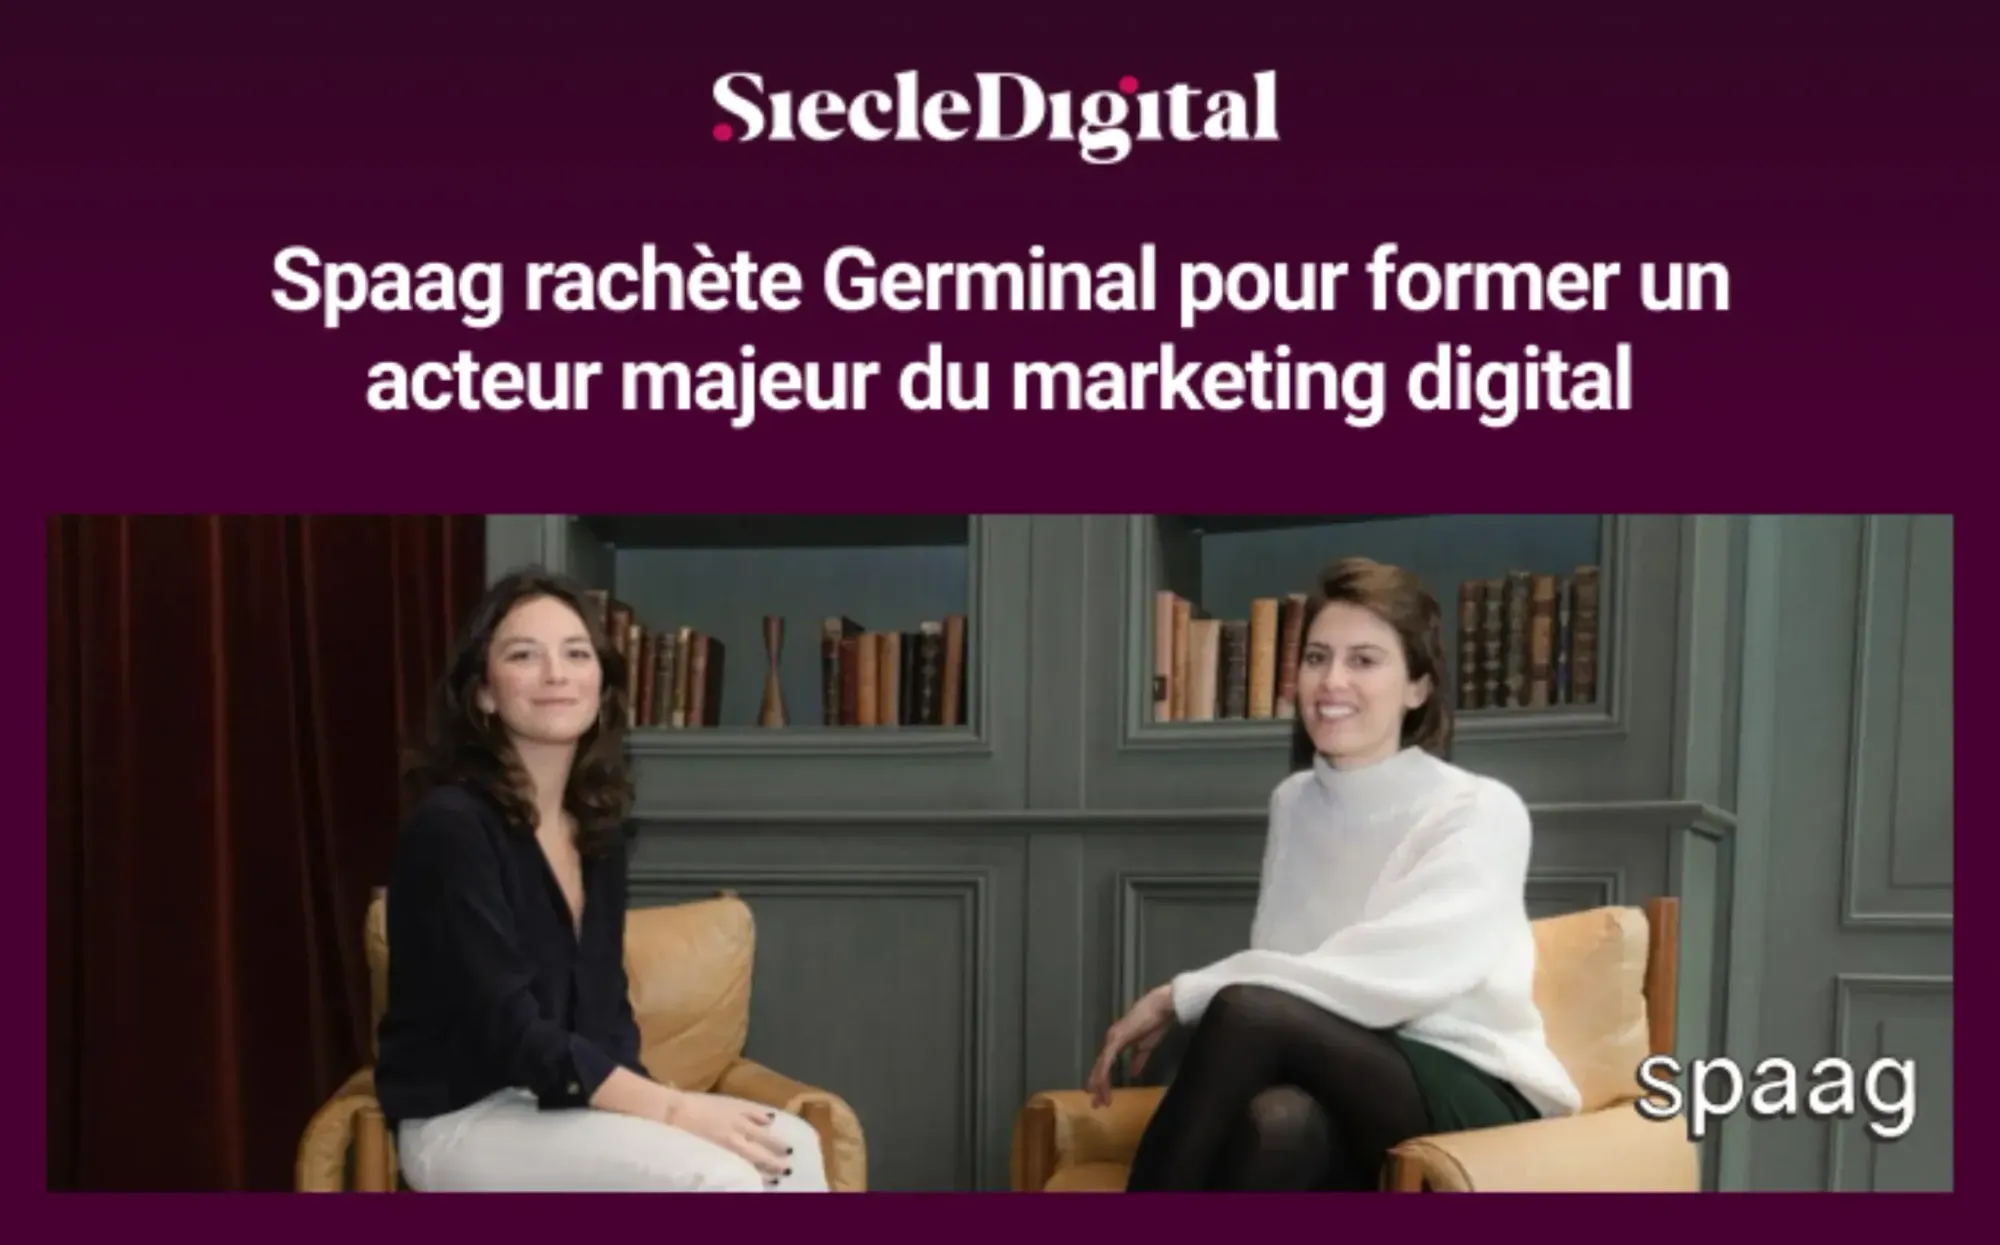 SiecleDigital
Spaag rachète Germinal pour former un
acteur majeur du marketing digital
spaag